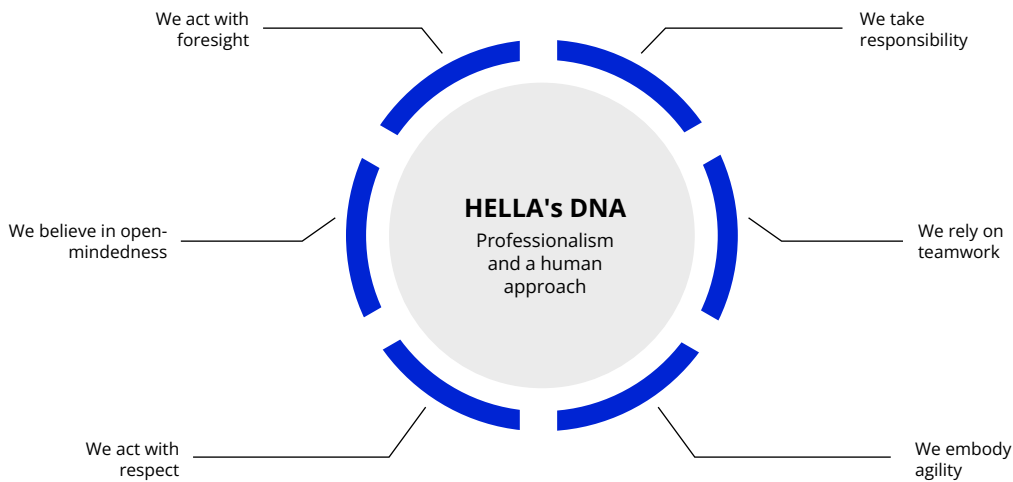 We act with
foresight
We take
responsibility
HELLA's DNA
Professionalism
and a human
approach
We believe in open-
mindedness
We rely on
teamwork
We act with
respect
We embody
agility